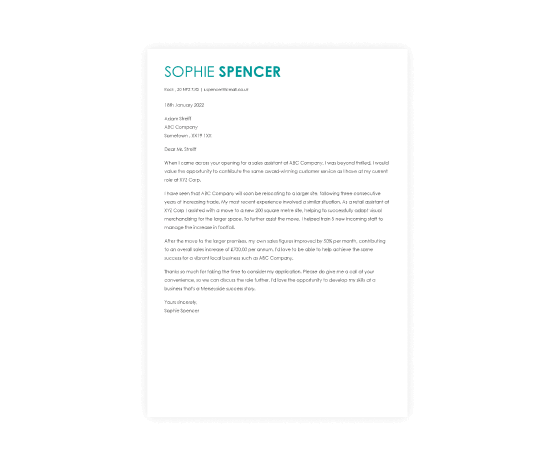 SOPHIE SPENCER
18th January 2022
Adam Streffi
ABC Company
Sometown, SX19 1XS
Dear Mr. Streffi
When I came across your opening for a sales assistant at ABC Company, I was beyond thrilled. I would
value the opportunity to contribute the same award-winning customer service as I have at my current
role at XYZ Corp.
I have seen that ABC Company will soon be relocating to a larger site, following three consecutive
years of increasing trade. My most recent experience involved a similar situation. As a retail assistant at
XYZ Corp I assisted with a move to a new 200 square metre site, helping to successfully adapt visual
merchandising for the larger space. To further assist the move, I helped train 5 new incoming staff to
manage the increase in footfall.
After the move to the larger premises, my own sales figures improved by 50% per month, contributing
to an overall sales increase of per annum. I'd love to be able to help achieve the same
success for a vibrant local business such as ABC Company.
Thanks so much for taking the time to consider my application. Please do give me a call at your
convenience, so we can discuss the role further. I'd love the opportunity to develop my skills at a
business that's a Merseyside success story.
Yours sincerely,
Sophie Spencer